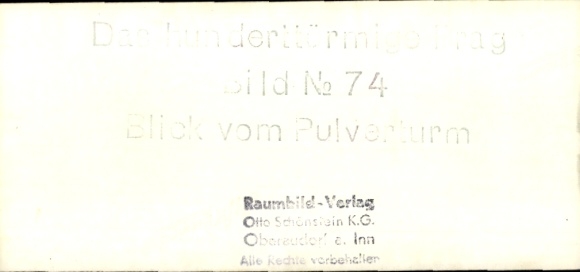 Das hunderttürmige Prag
Bild № 74
Blick vom Pulverturm
Raumbild-Verlag
Otto Schönstein K.G.
Oberaudorf a. Inn
Alle Rechte vorbehalten